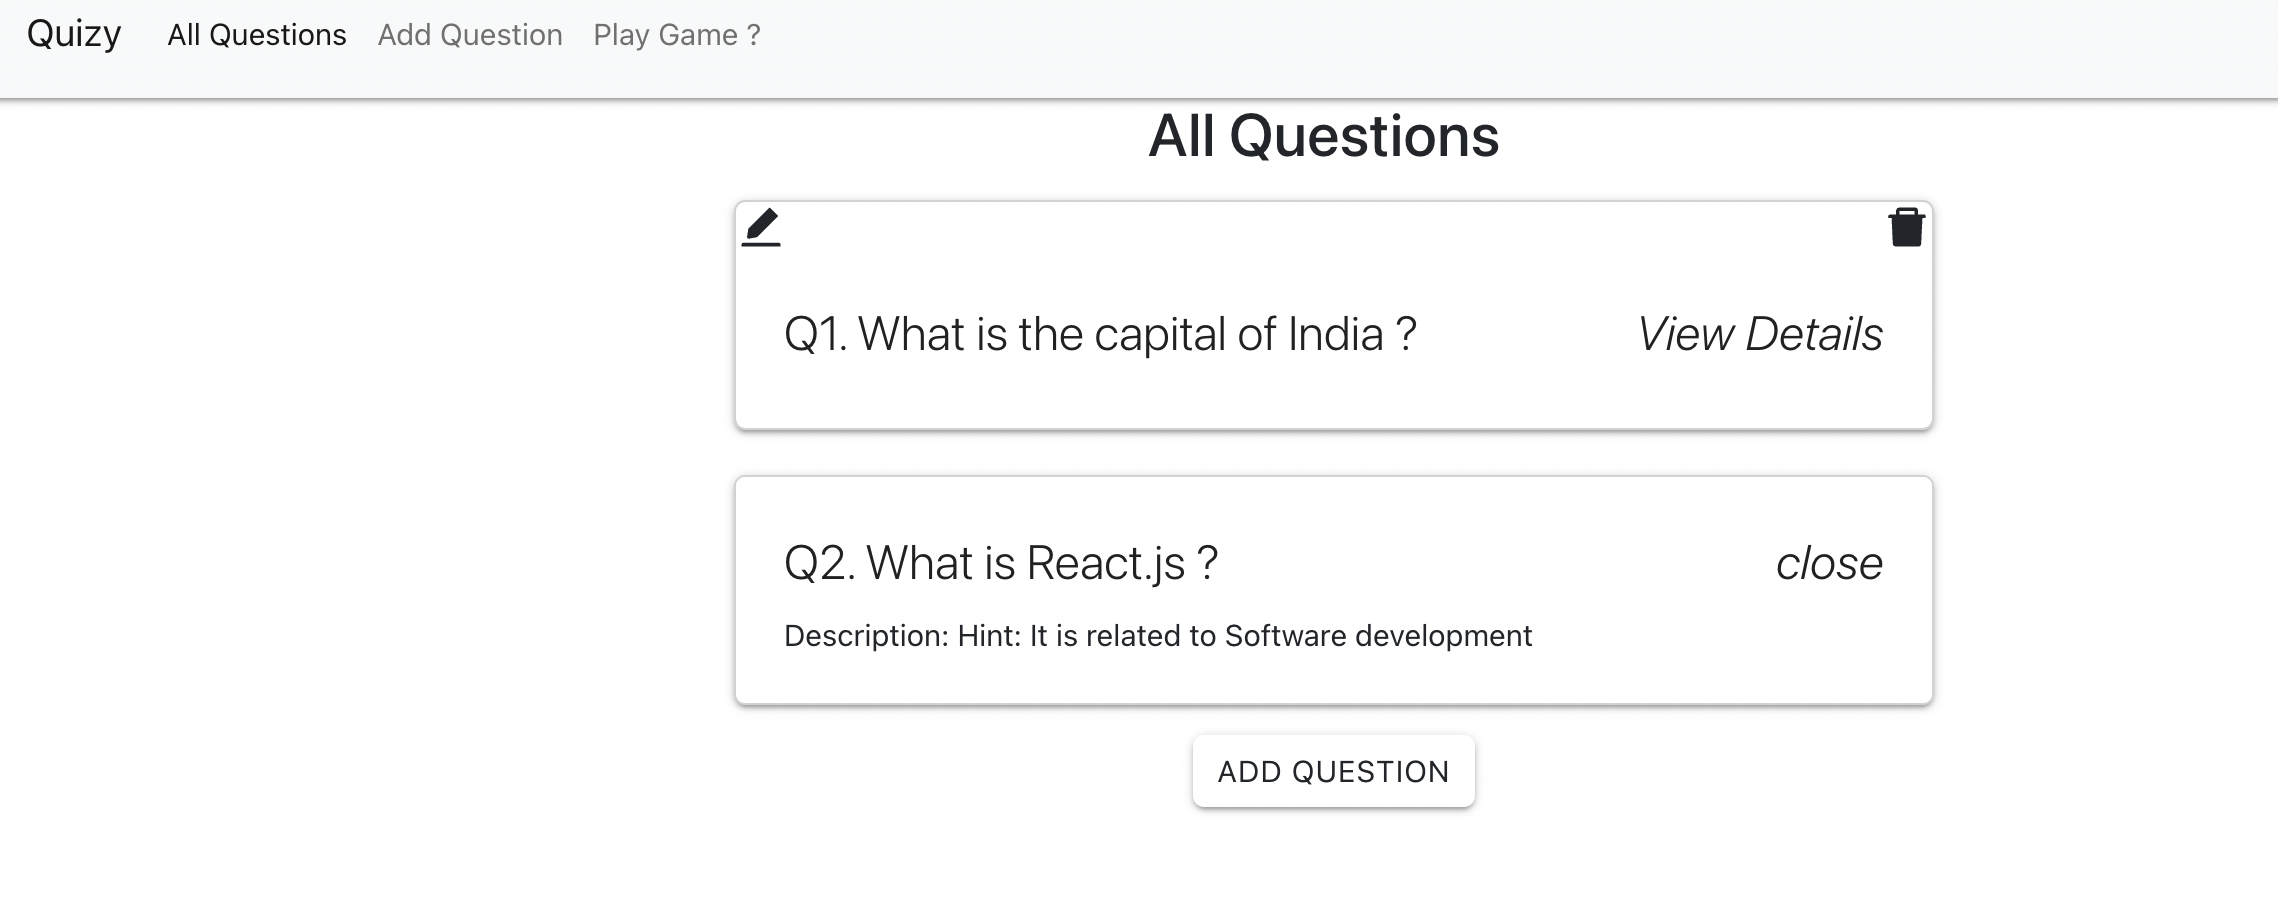 Quizy All Questions Add Question Play Game ?
All Questions
Q1. What is the capital of India ? View Details
Q2. What is React.js ? close
Description: Hint: It is related to Software development
ADD QUESTION